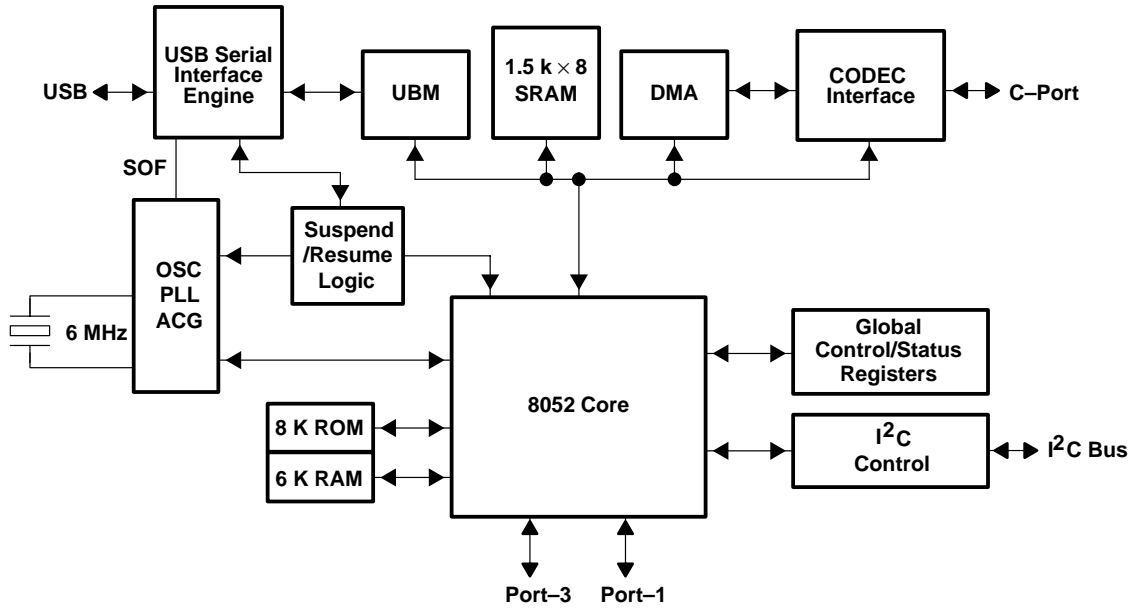 USB
USB Serial
Interface
Engine
UBM
1.5 k × 8
SRAM
DMA
CODEC
Interface
C–Port
SOF
OSC
PLL
ACG
6 MHz
Suspend
/Resume
Logic
8052 Core
8 K ROM
6 K RAM
Global
Control/Status
Registers
I²C
Control
I²C Bus
Port–3
Port–1